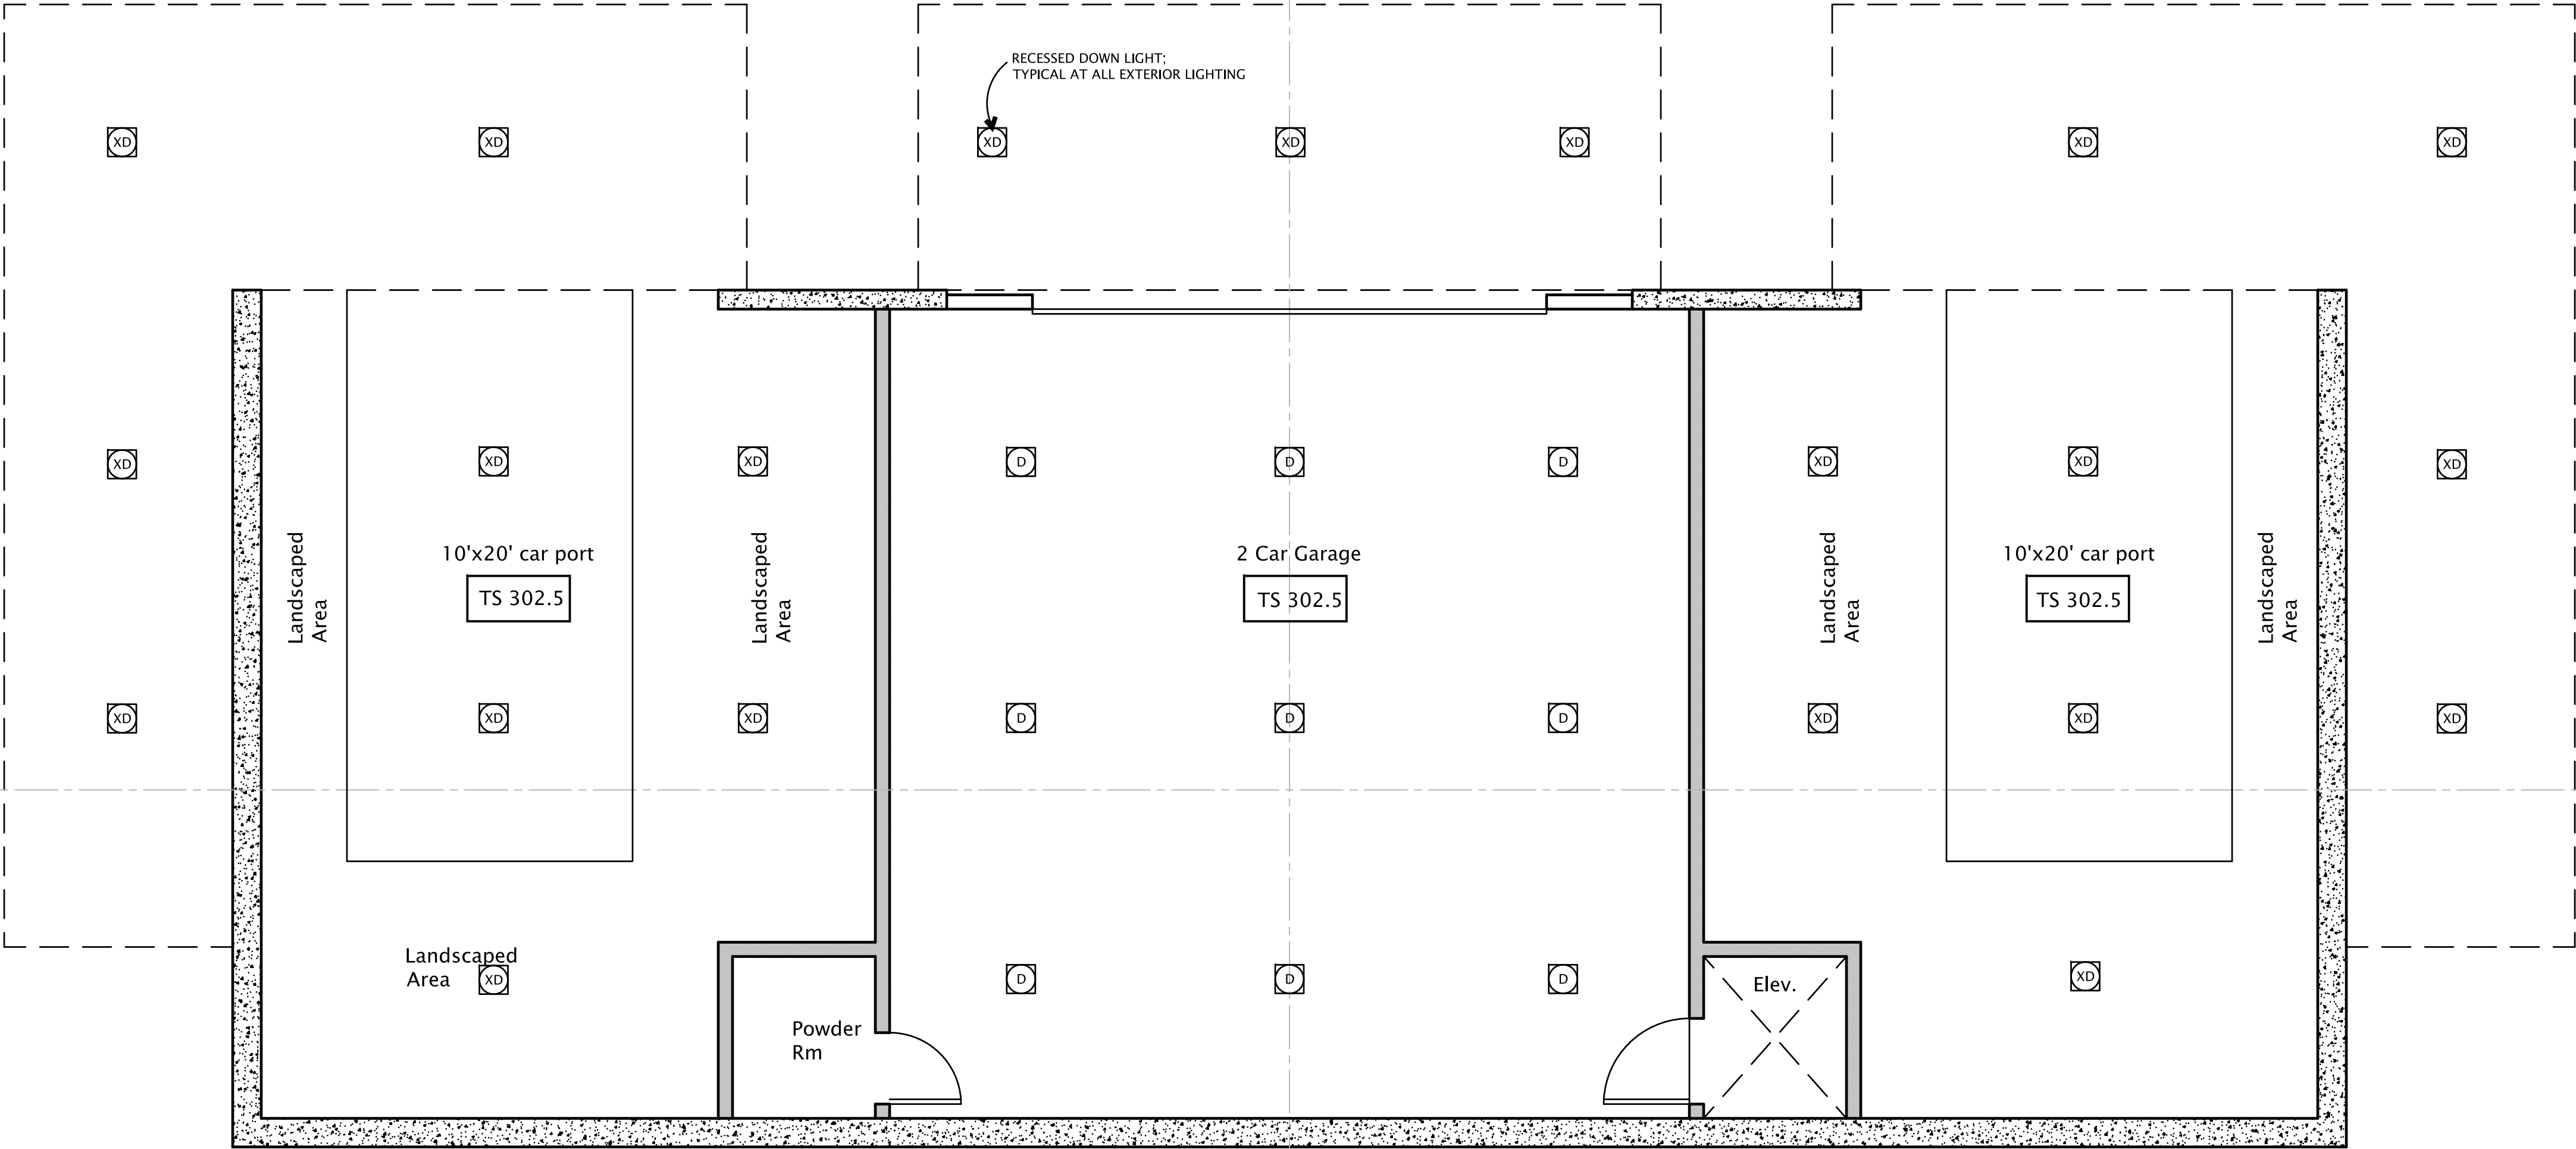 RECESSED DOWN LIGHT;
TYPICAL AT ALL EXTERIOR LIGHTING
XD
XD
XD
XD
XD
XD
XD
XD
XD
XD
D
D
D
XD
XD
XD
Landscaped
Area
10'x20' car port
TS 302.5
Landscaped
Area
2 Car Garage
TS 302.5
Landscaped
Area
10'x20' car port
TS 302.5
Landscaped
Area
XD
XD
XD
D
D
D
XD
XD
XD
Landscaped
Area
XD
D
D
D
Elev.
XD
Powder
Rm